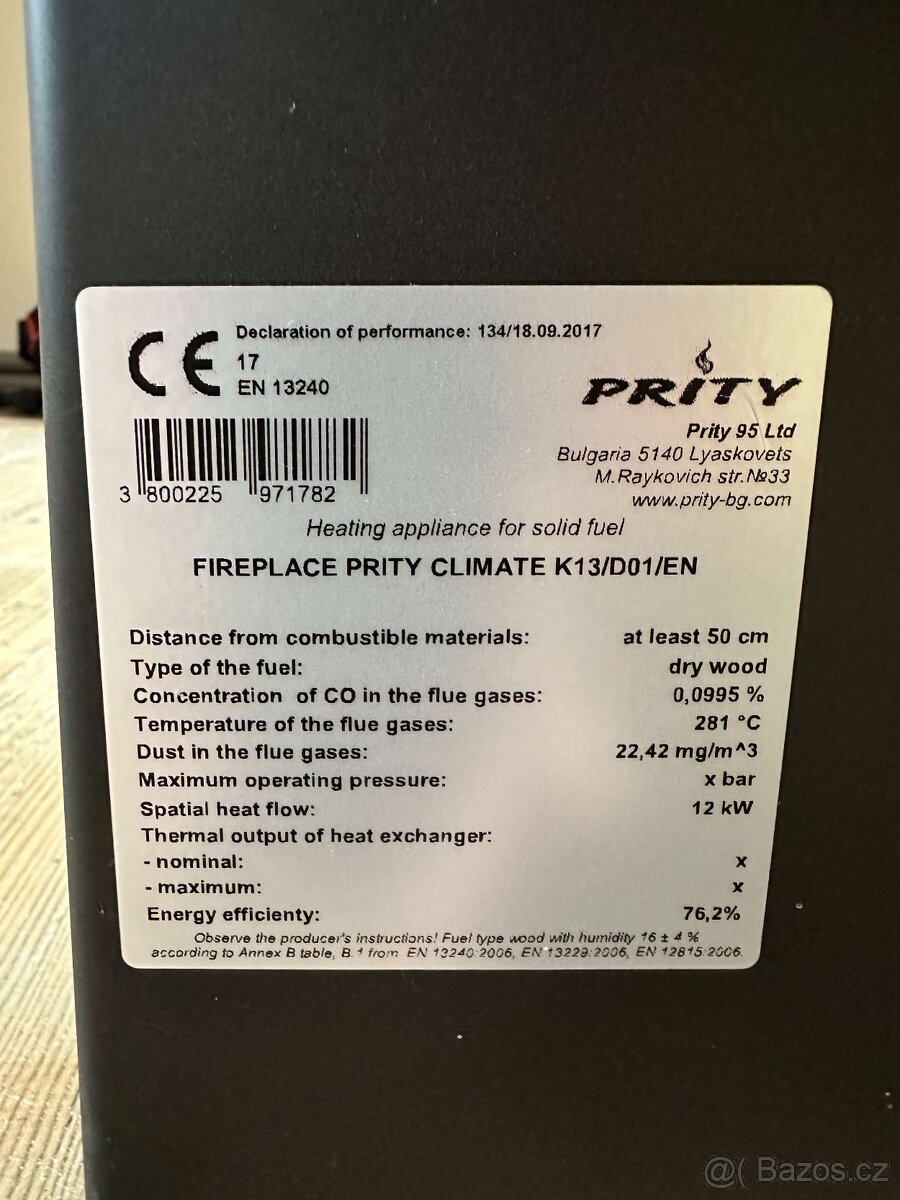 CE
Declaration of performance: 134/18.09.2017
17
EN 13240
PRITY
3 800225 971782
Prity 95 Ltd
Bulgaria 5140 Lyaskovets
M.Raykovich str.№33
www.prity-bg.com
Heating appliance for solid fuel
FIREPLACE PRITY CLIMATE K13/D01/EN
Distance from combustible materials: at least 50 cm
Type of the fuel: dry wood
Concentration of CO in the flue gases: 0,0995 %
Temperature of the flue gases: 281 °C
Dust in the flue gases: 22,42 mg/m^3
Maximum operating pressure: x bar
Spatial heat flow: 12 kW
Thermal output of heat exchanger:
- nominal: x
- maximum: x
Energy efficienty: 76,2%
Observe the producer's instructions! Fuel type wood with humidity 16 ± 4 %
according to Annex B table, B.1 from EN 13240:2006, EN 13229:2006, EN 12815:2006.
@( Bazos.cz